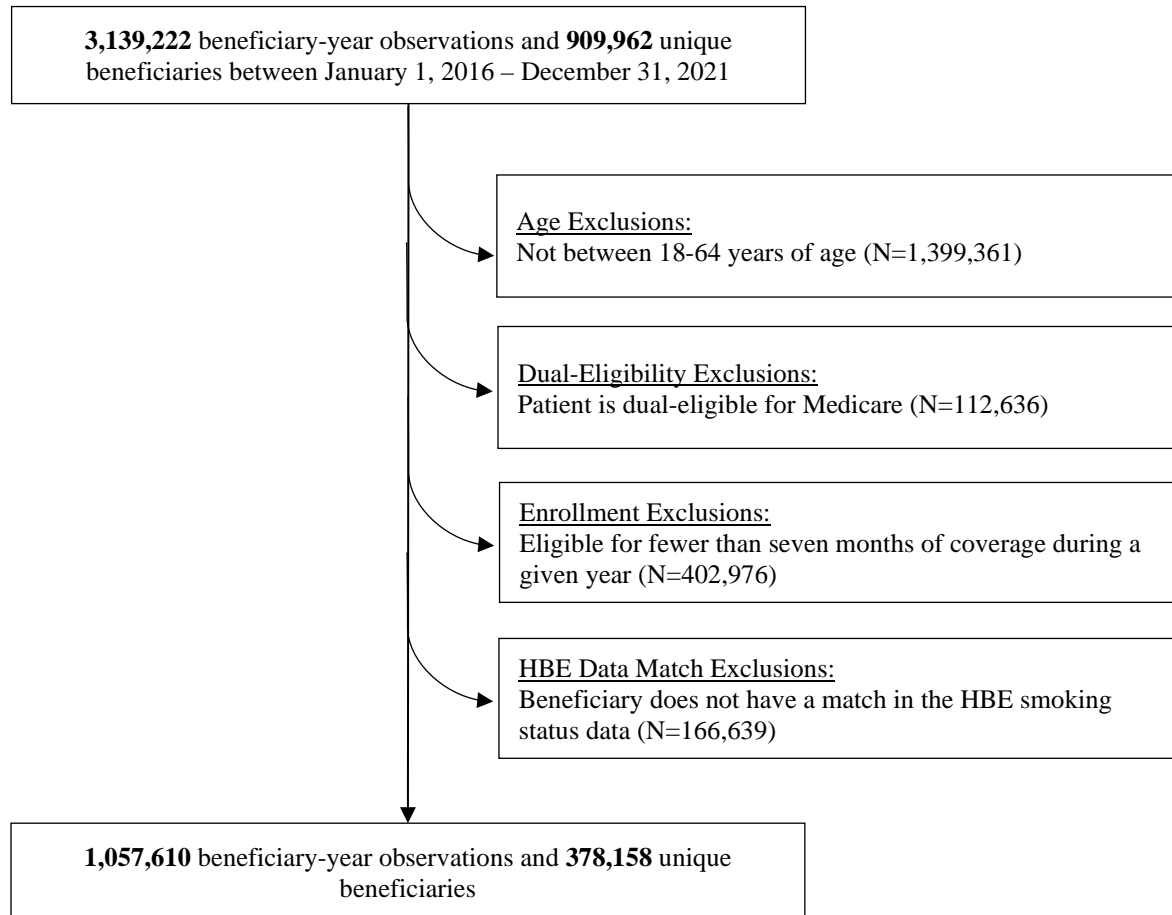 3,139,222 beneficiary-year observations and 909,962 unique
beneficiaries between January 1, 2016 – December 31, 2021
Age Exclusions:
Not between 18-64 years of age (N=1,399,361)
Dual-Eligibility Exclusions:
Patient is dual-eligible for Medicare (N=112,636)
Enrollment Exclusions:
Eligible for fewer than seven months of coverage during a
given year (N=402,976)
HBE Data Match Exclusions:
Beneficiary does not have a match in the HBE smoking
status data (N=166,639)
1,057,610 beneficiary-year observations and 378,158 unique
beneficiaries